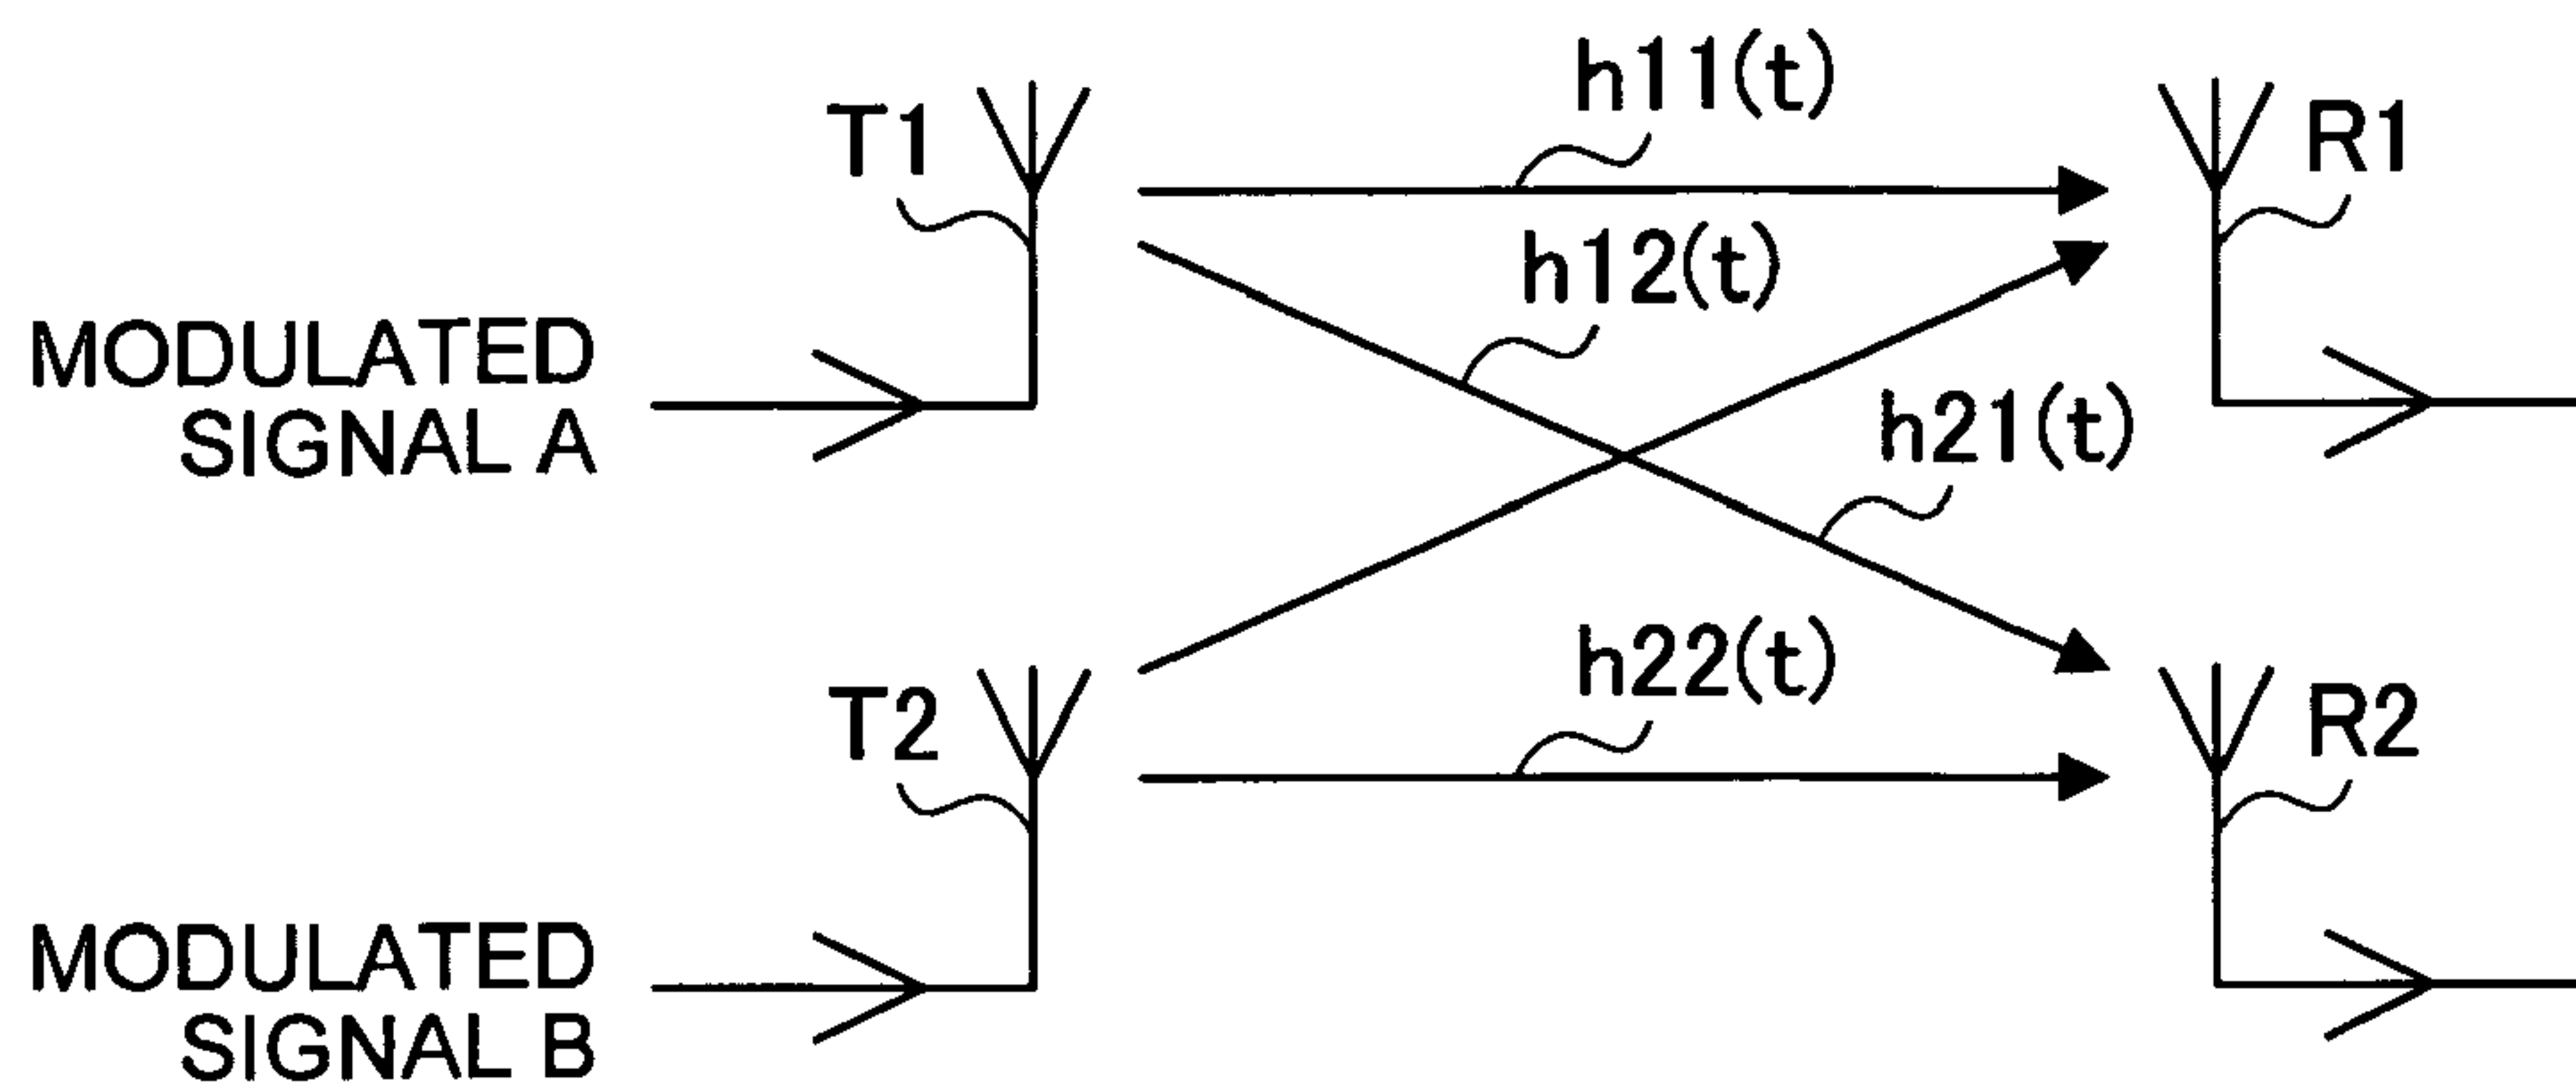 h11(t)
T1
R1
h12(t)
MODULATED
SIGNAL A
h21(t)
h22(t)
T2
R2
MODULATED
SIGNAL B